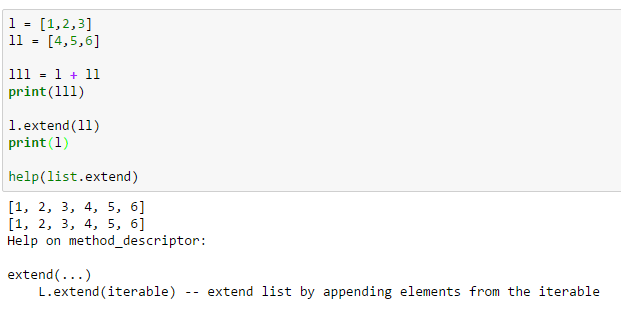 l = [1,2,3]
ll = [4,5,6]
lll = l + ll
print(lll)
l.extend(ll)
print(l)
help(list.extend)
[1, 2, 3, 4, 5, 6]
[1, 2, 3, 4, 5, 6]
Help on method_descriptor:
extend(...)
    L.extend(iterable) -- extend list by appending elements from the iterable